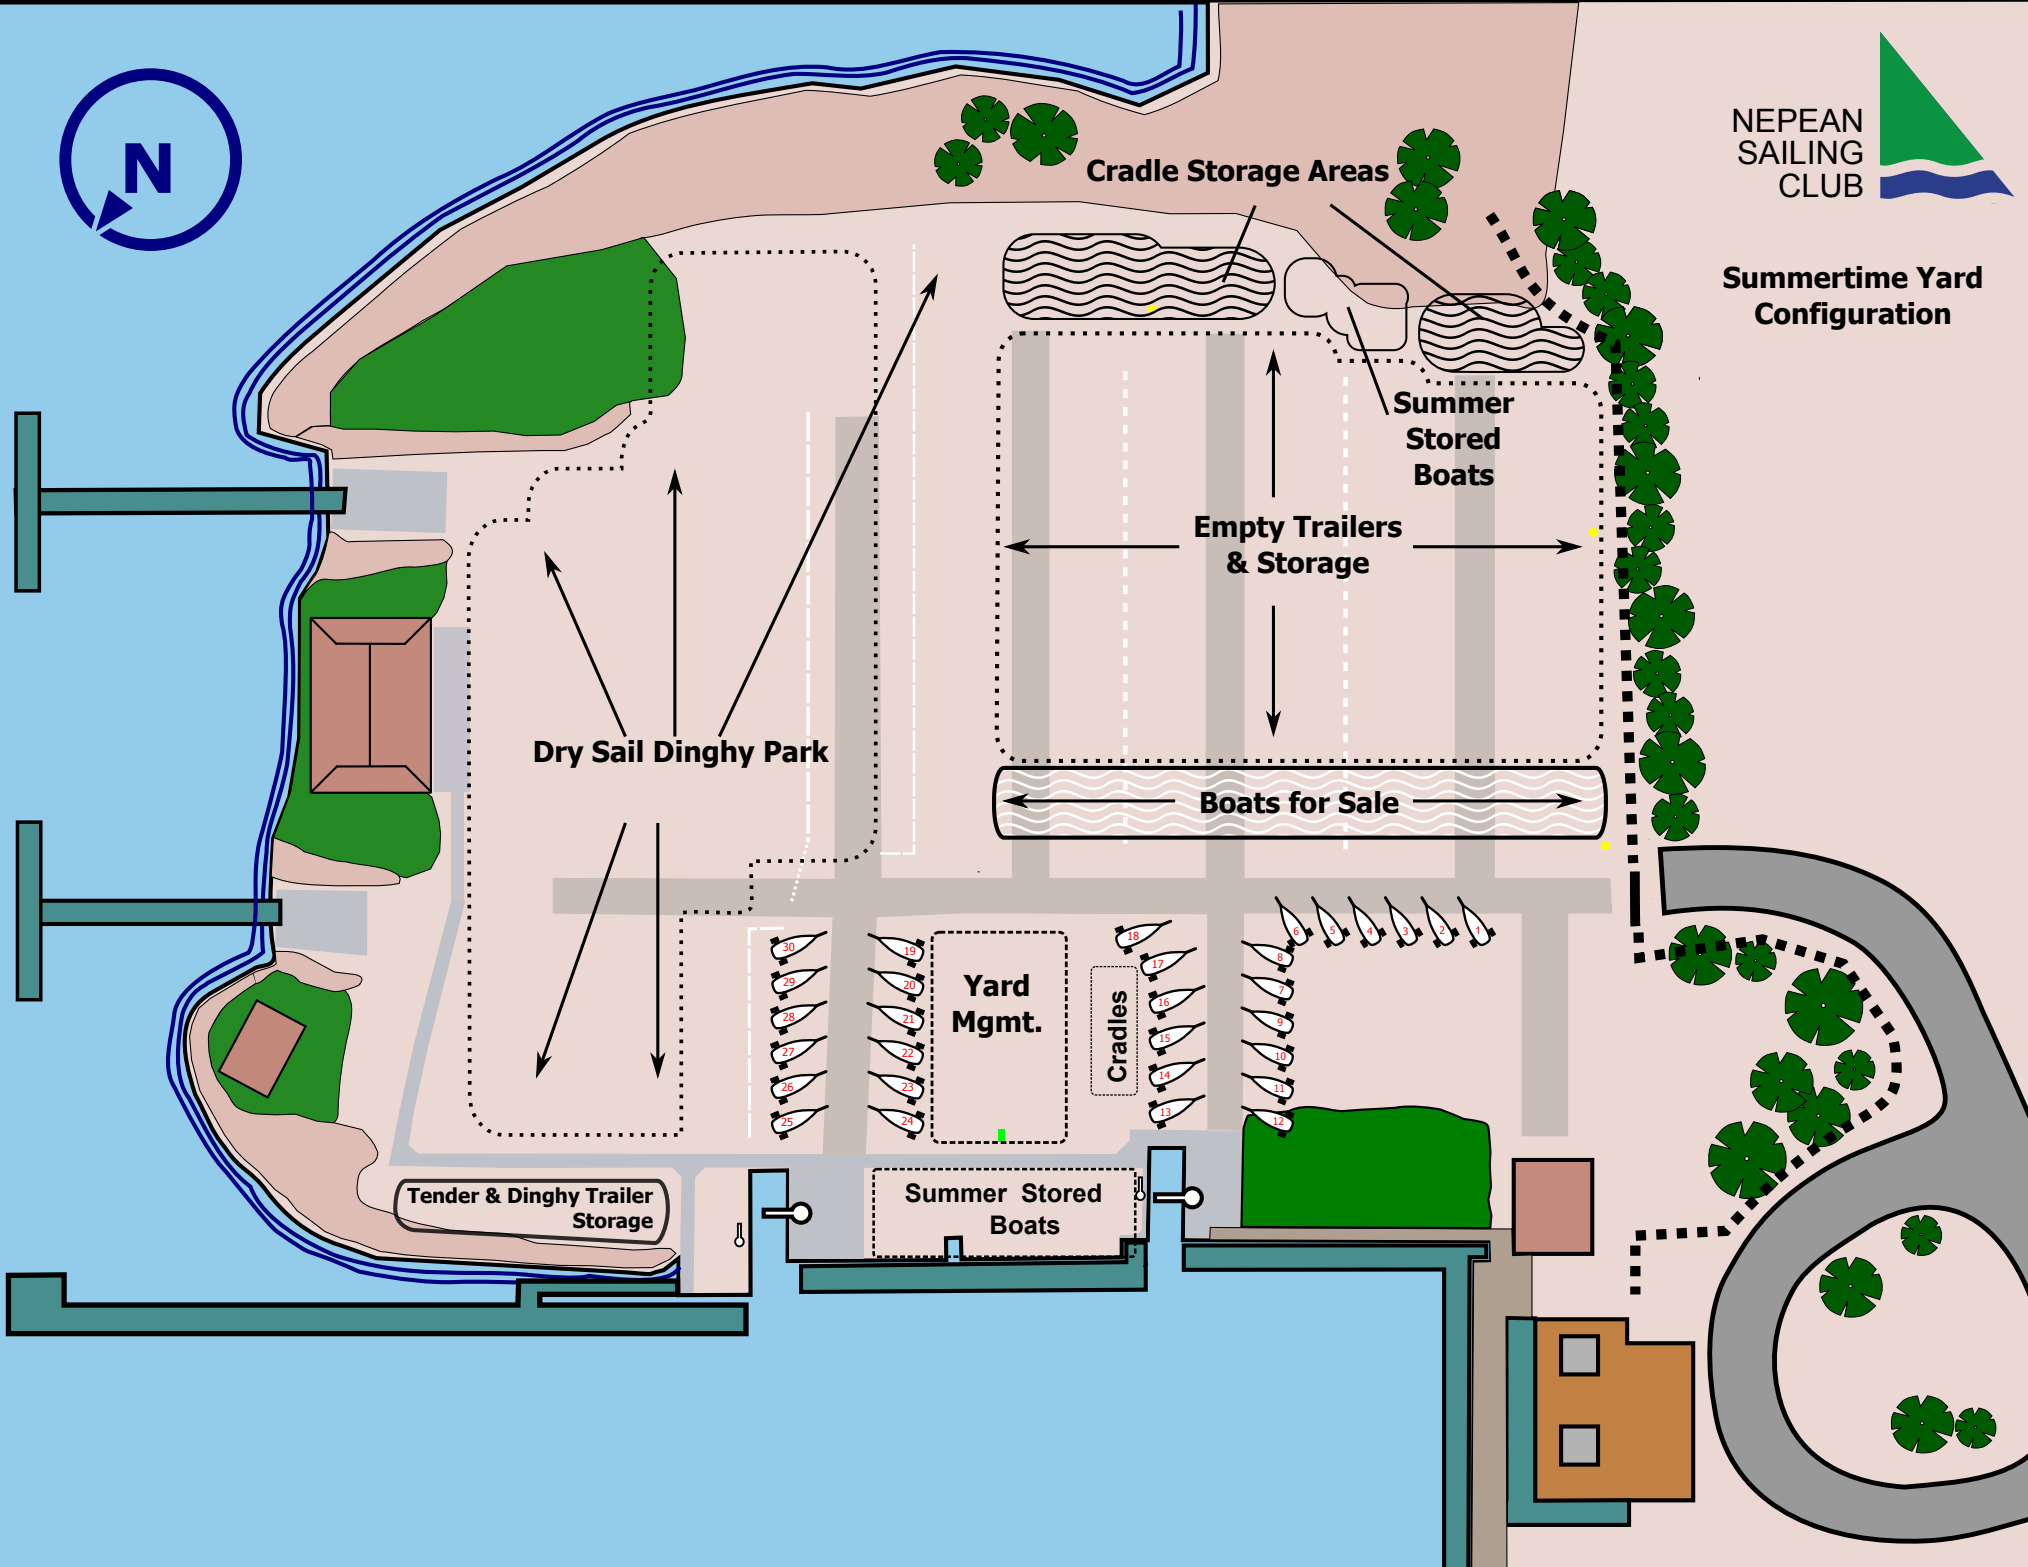 N
NEPEAN
SAILING
CLUB
Cradle Storage Areas
Summertime Yard
Configuration
Summer
Stored
Boats
Empty Trailers
& Storage
Dry Sail Dinghy Park
Boats for Sale
6 5 4 3 2 1
30
29
28
27
26
25
19
20
21
22
23
24
Yard
Mgmt.
Cradles
18
17
16
15
14
13
8
7
9
10
11
12
Tender & Dinghy Trailer
Storage
Summer Stored
Boats